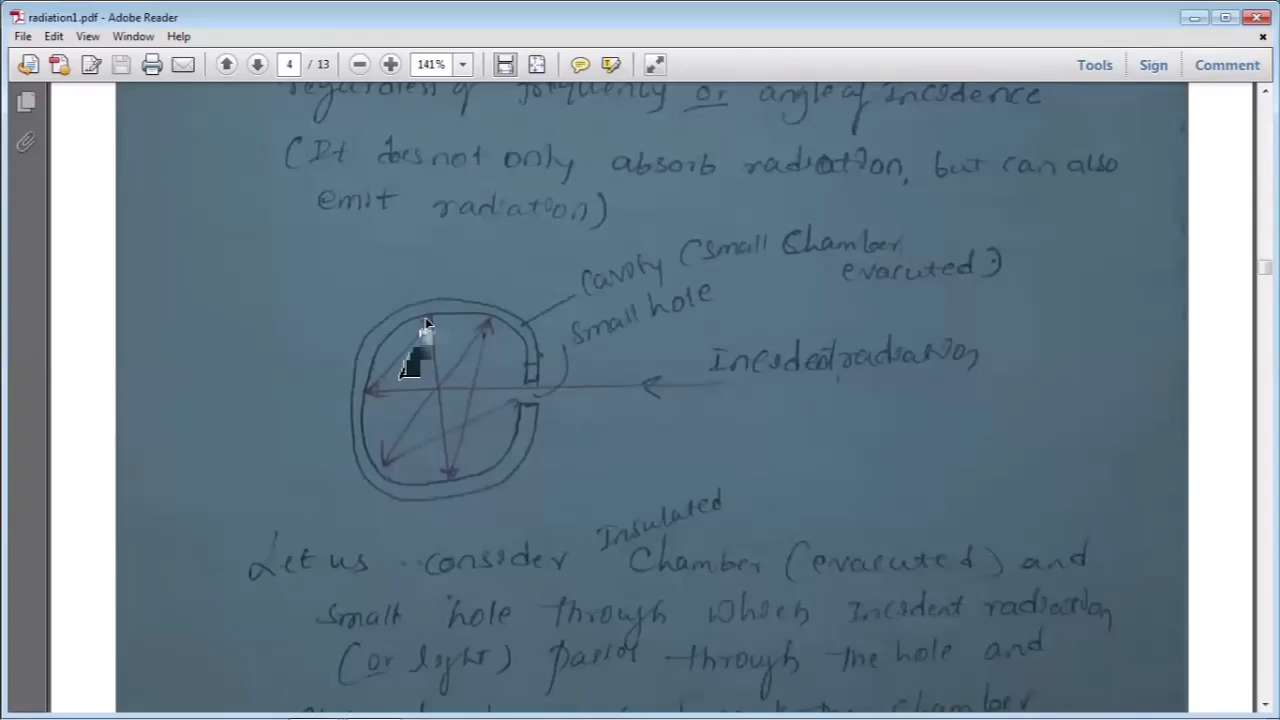 radiation1.pdf - Adobe Reader
File Edit View Window Help
4 / 13 141% Tools Sign Comment
regardless of frequency or angle of Incidence
(It does not only absorb radiation, but can also
emit radiation)
Cavity (small Chamber
evacuted)
small hole
Incident radiation
Insulated
Let us consider Chamber (evacuted) and
small hole through which Incident radiation
(or light) passes through the hole and
chamber